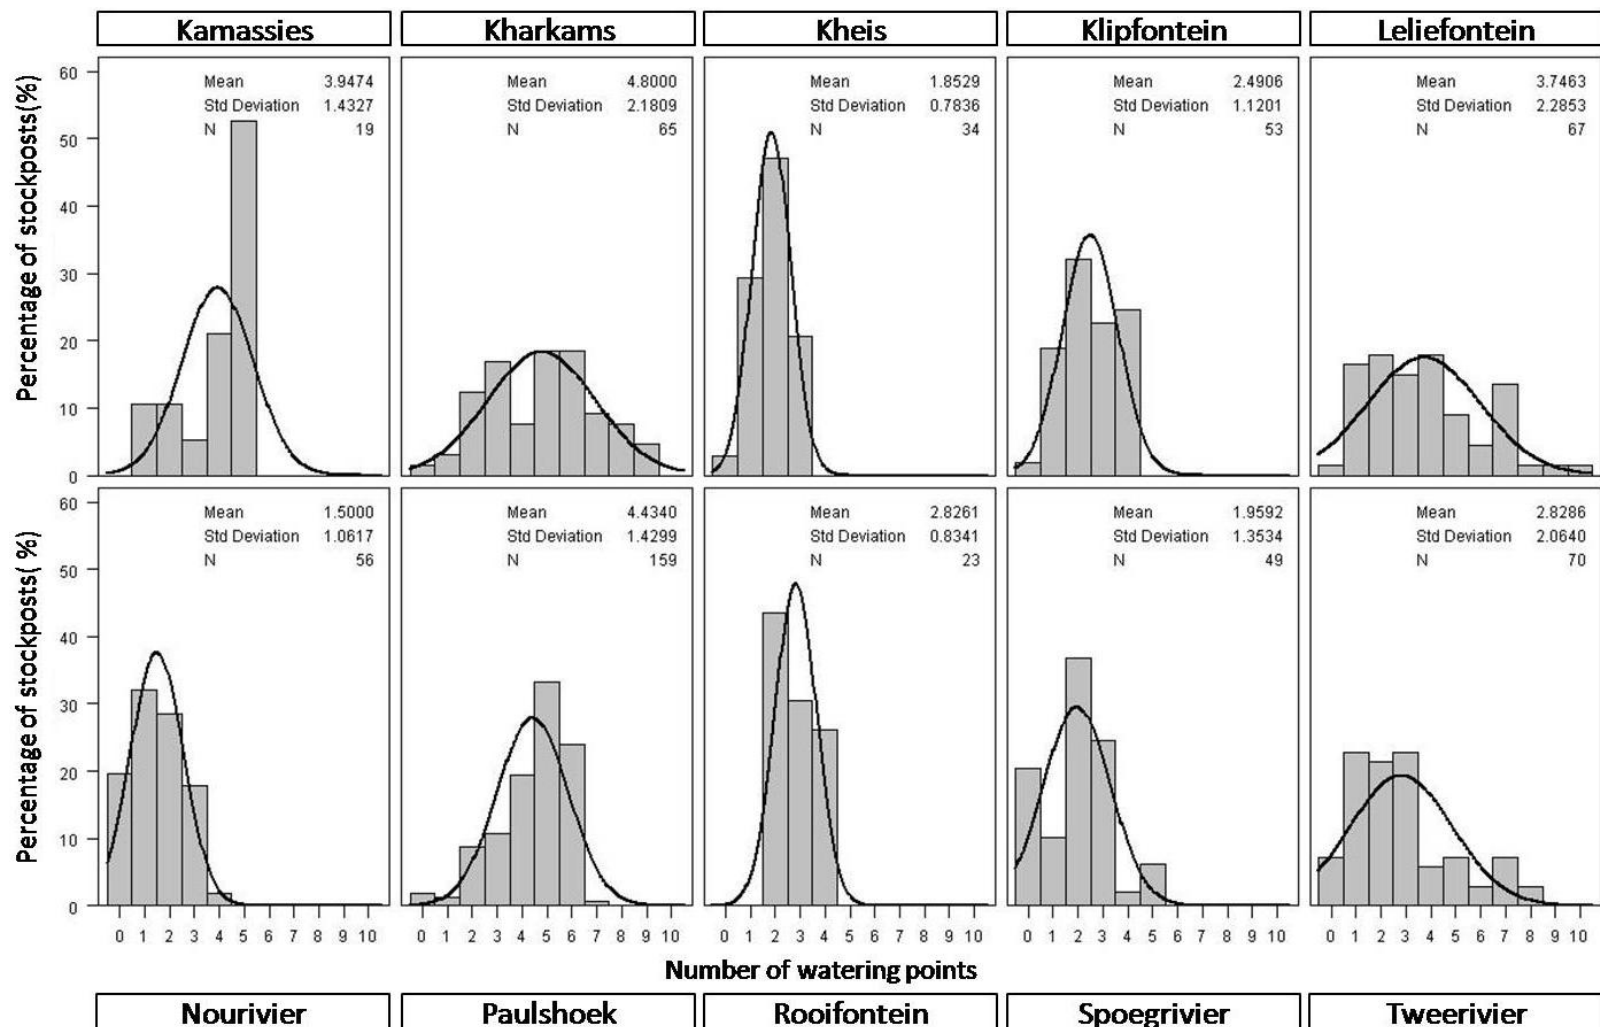 Kamassies Kharkams Kheis Klipfontein Leliefontein
Percentage of stockposts(%)
60
50
40
30
20
10
0
Mean 3.9474
Std Deviation 1.4327
N 19
Mean 4.8000
Std Deviation 2.1809
N 65
Mean 1.8529
Std Deviation 0.7836
N 34
Mean 2.4906
Std Deviation 1.1201
N 53
Mean 3.7463
Std Deviation 2.2853
N 67
Percentage of stockposts( %)
60
50
40
30
20
10
0
Mean 1.5000
Std Deviation 1.0617
N 56
Mean 4.4340
Std Deviation 1.4299
N 159
Mean 2.8261
Std Deviation 0.8341
N 23
Mean 1.9592
Std Deviation 1.3534
N 49
Mean 2.8286
Std Deviation 2.0640
N 70
0 1 2 3 4 5 6 7 8 9 10 0 1 2 3 4 5 6 7 8 9 10 0 1 2 3 4 5 6 7 8 9 10 0 1 2 3 4 5 6 7 8 9 10 0 1 2 3 4 5 6 7 8 9 10
Number of watering points
Nourivier Paulshoek Rooifontein Spoegrivier Tweerivier